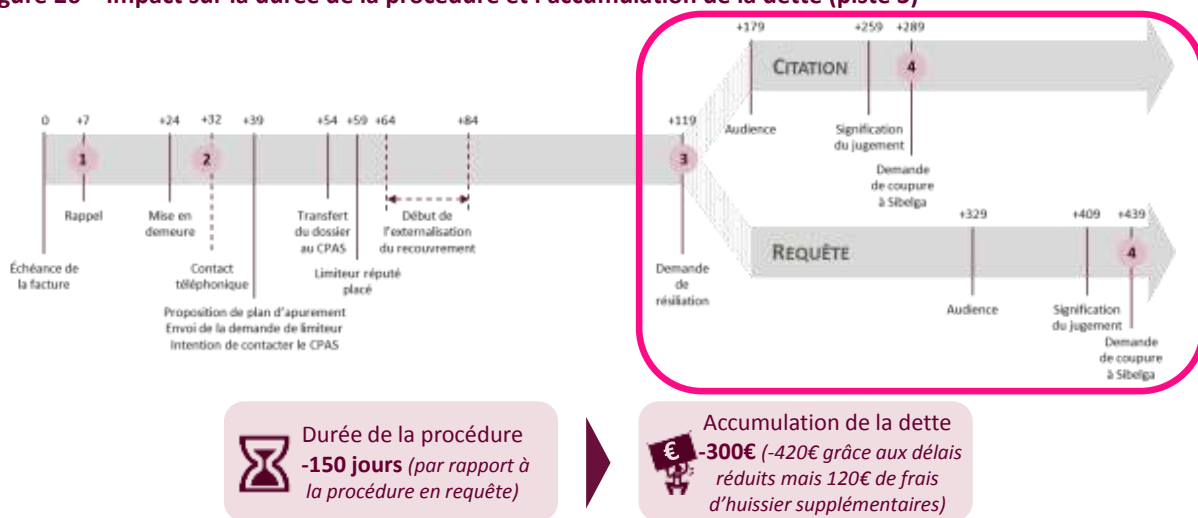 gure 20 – Impact sur la durée de la procédure et l'accumulation de la dette (piste 3)
+179 +259 +289
CITATION
4
Audience
Signification
du jugement
Demande
de coupure
à Sibelga
0 +7 +24 +32 +39 +54 +59 +64 +84 +119
1
2
3
Rappel
Mise en
demeure
Transfert
du dossier
au CPAS
Début de
l'externalisation
du recouvrement
Échéance de
la facture
Contact
téléphonique
Limiteur réputé
placé
Demande
de
résiliation
Proposition de plan d'apurement
Envoi de la demande de limiteur
Intention de contacter le CPAS
+329 +409 +439
REQUÊTE
4
Audience
Signification
du jugement
Demande
de coupure
à Sibelga
Durée de la procédure
-150 jours (par rapport à
la procédure en requête)
€
Accumulation de la dette
-300€ (-420€ grâce aux délais
réduits mais 120€ de frais
d'huissier supplémentaires)